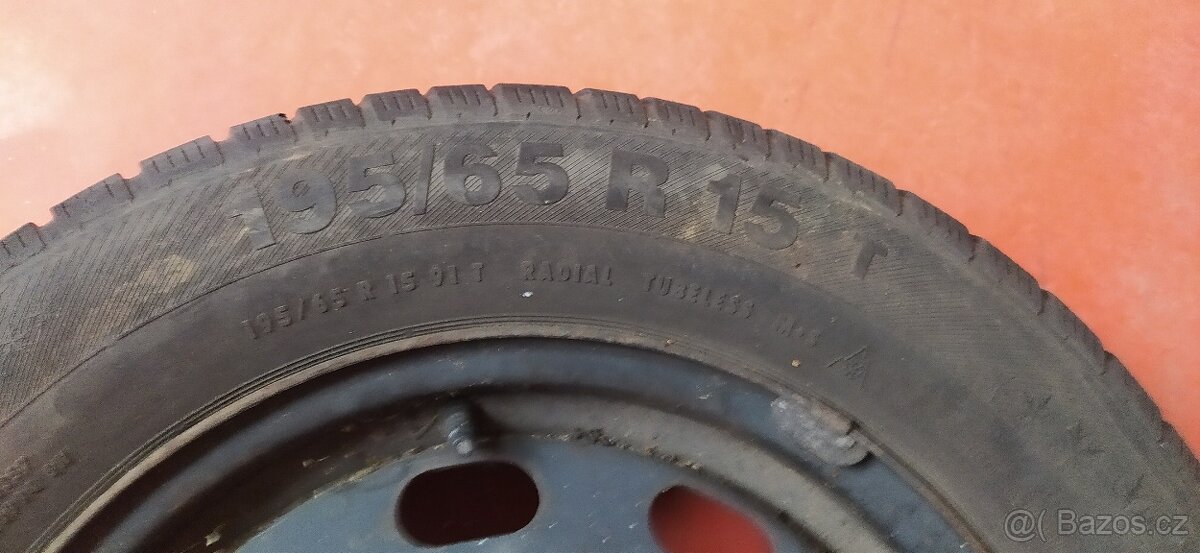 195/65 R 15 T
195/65 R 15 91 T RADIAL TUBELESS M+S
@( Bazos.cz